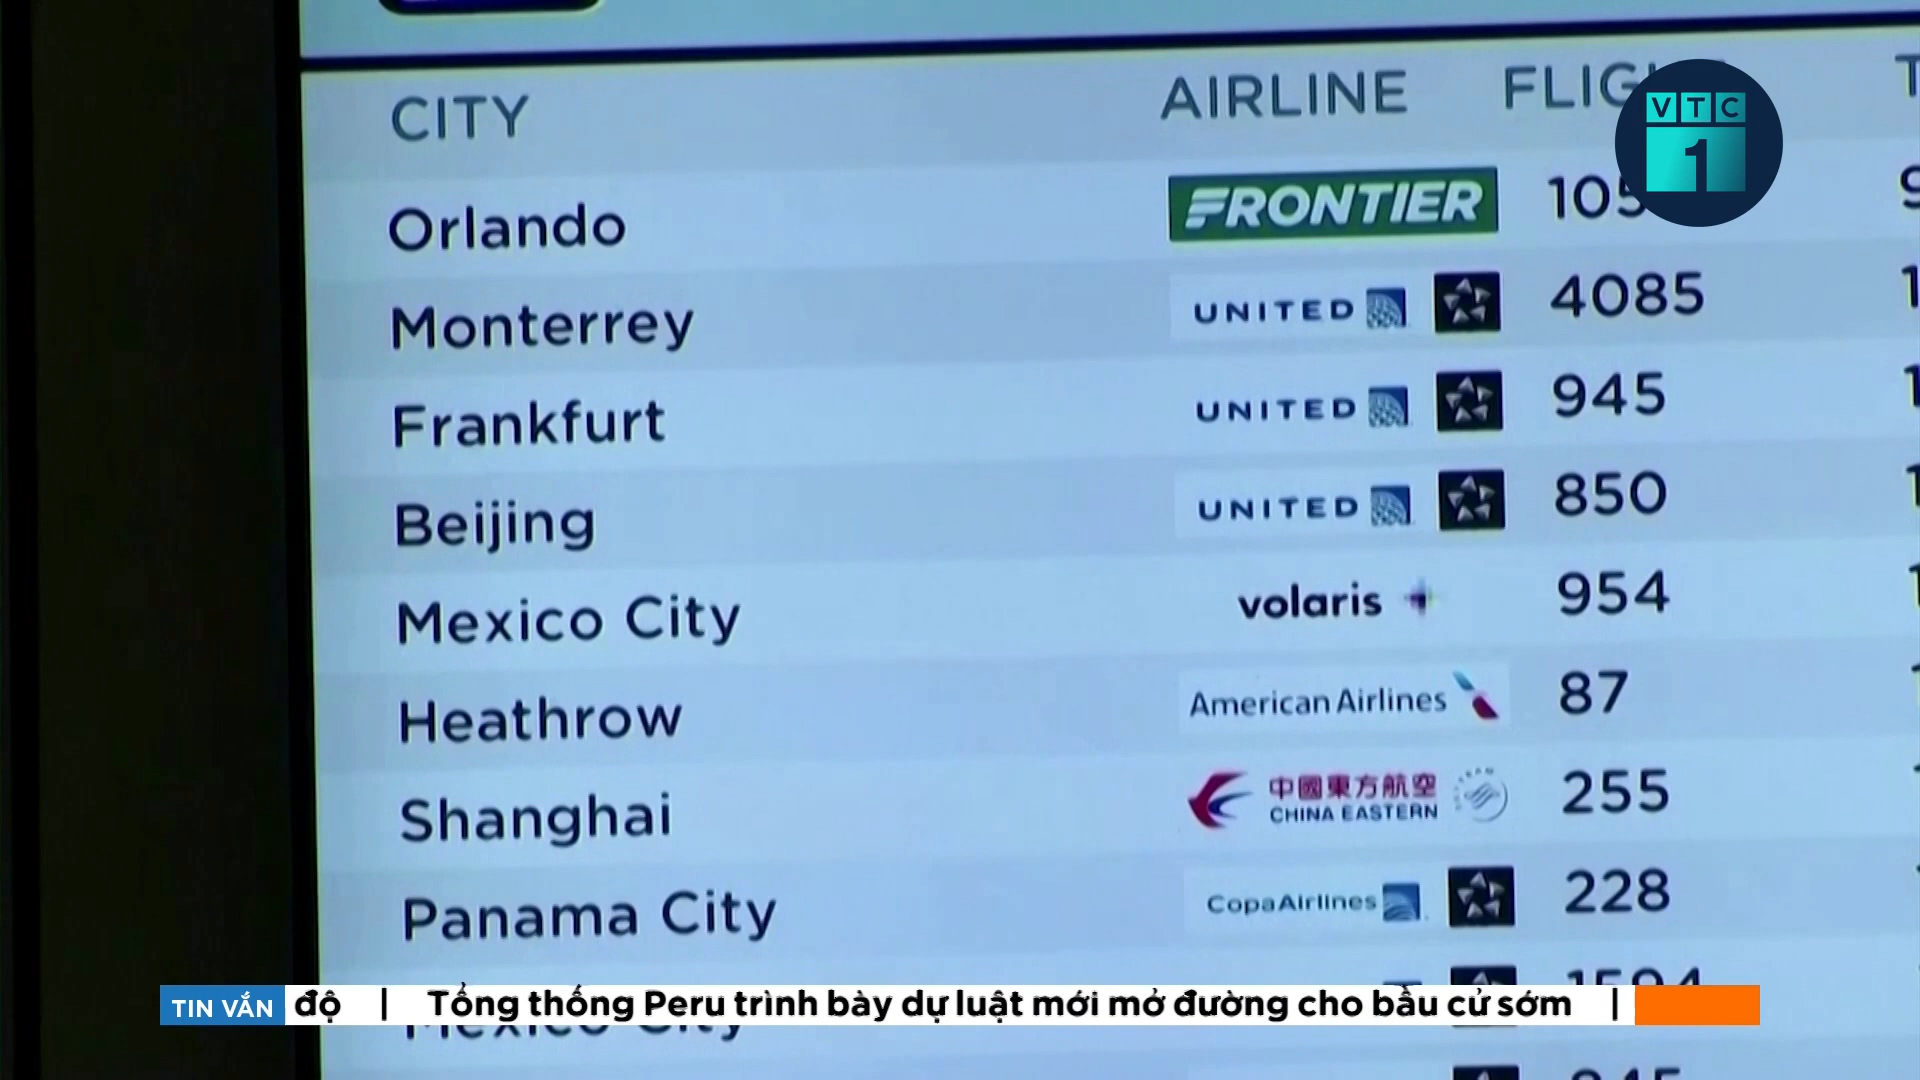 CITY AIRLINE
VTC
1
Orlando FRONTIER
Monterrey UNITED 4085
Frankfurt UNITED 945
Beijing UNITED 850
Mexico City volaris 954
Heathrow American Airlines 87
Shanghai 中國東方航空 CHINA EASTERN 255
Panama City CopaAirlines 228
TIN VẮN độ | Tổng thống Peru trình bày dự luật mới mở đường cho bầu cử sớm |
Mexico City